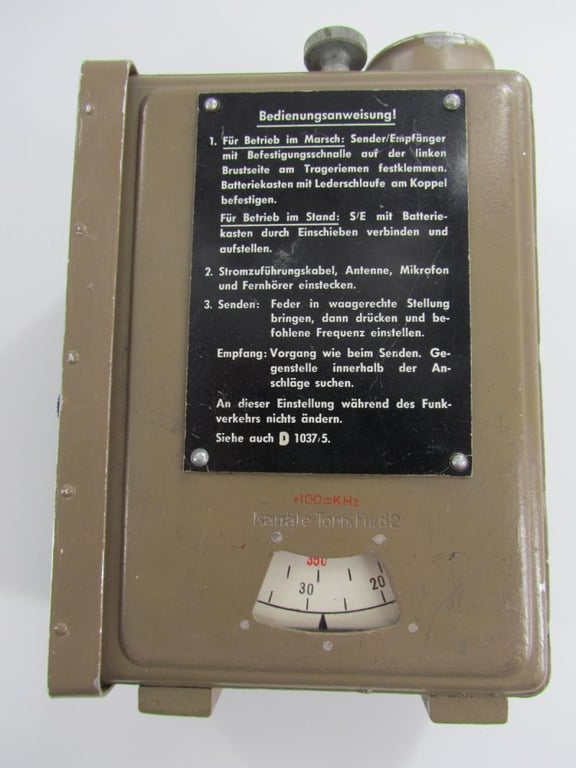 Bedienungsanweisung!
1. Für Betrieb im Marsch: Sender/Empfänger
mit Befestigungsschnalle auf der linken
Brustseite am Trageriemen festklemmen.
Batteriekasten mit Lederschlaufe am Koppel
befestigen.
Für Betrieb im Stand: S/E mit Batterie-
kasten durch Einschieben verbinden und
aufstellen.
2. Stromzuführungskabel, Antenne, Mikrofon
und Fernhörer einstecken.
3. Senden: Feder in waagerechte Stellung
bringen, dann drücken und be-
fohlene Frequenz einstellen.
Empfang: Vorgang wie beim Senden. Ge-
genstelle innerhalb der An-
schläge suchen.
An dieser Einstellung während des Funk-
verkehrs nichts ändern.
Siehe auch D 1037/5.
x100=KHz
Kanäle Torn.Fu.d2
30 20